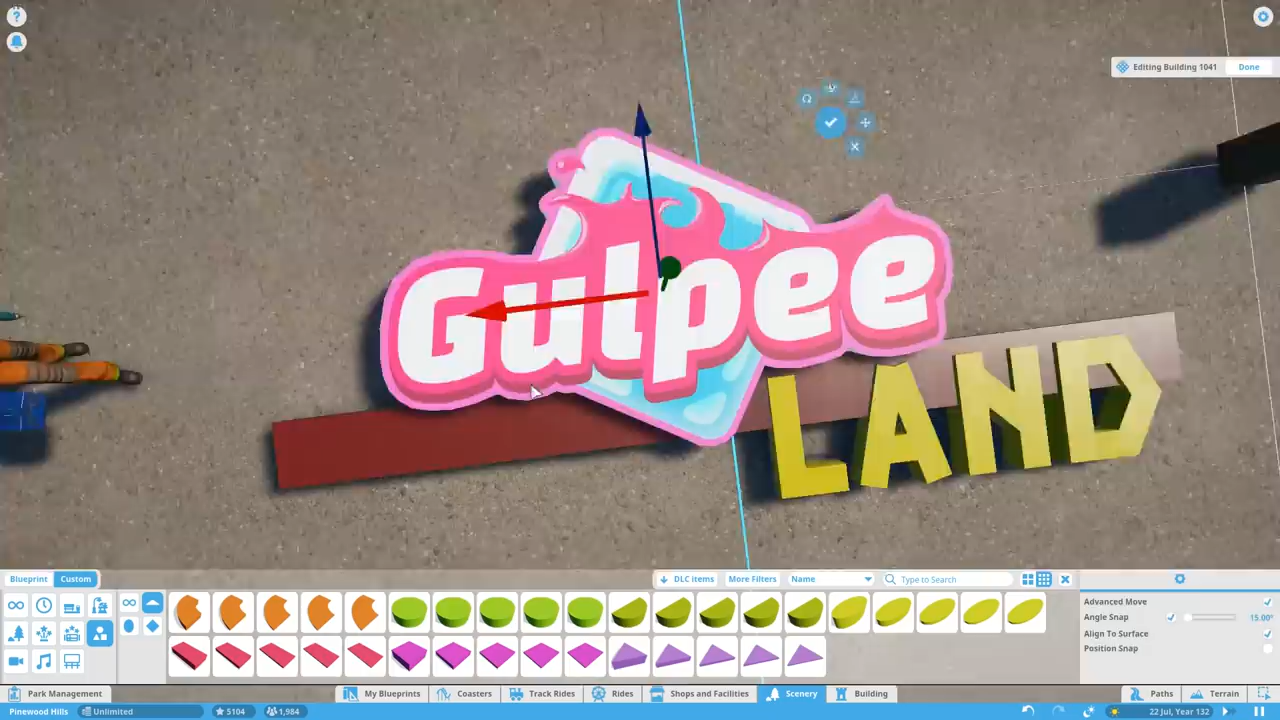 Editing Building 1041 Done
Gulpee
LAND
Blueprint Custom DLC items More Filters Name Type to Search
Advanced Move
Angle Snap 15.00°
Align To Surface
Position Snap
Park Management My Blueprints Coasters Track Rides Rides Shops and Facilities Scenery Building Paths Terrain
Pinewood Hills Unlimited 5104 1,984 22 Jul, Year 132